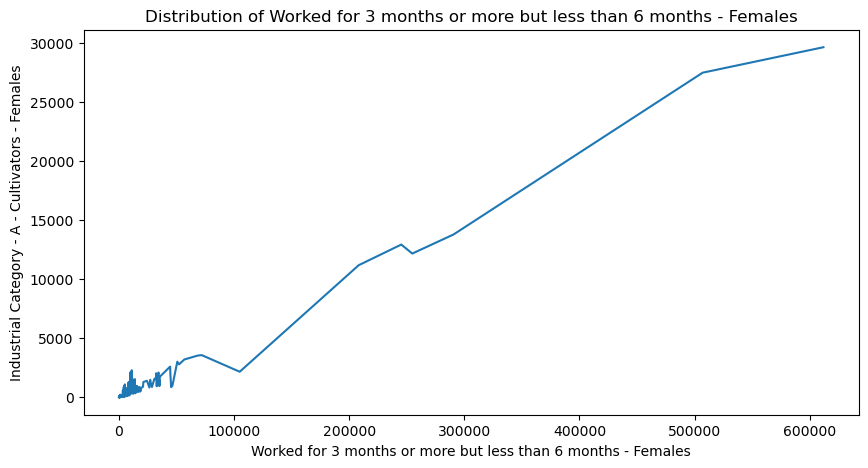 Distribution of Worked for 3 months or more but less than 6 months - Females
30000
25000
20000
15000
10000
5000
0
Industrial Category - A - Cultivators - Females
0 100000 200000 300000 400000 500000 600000
Worked for 3 months or more but less than 6 months - Females